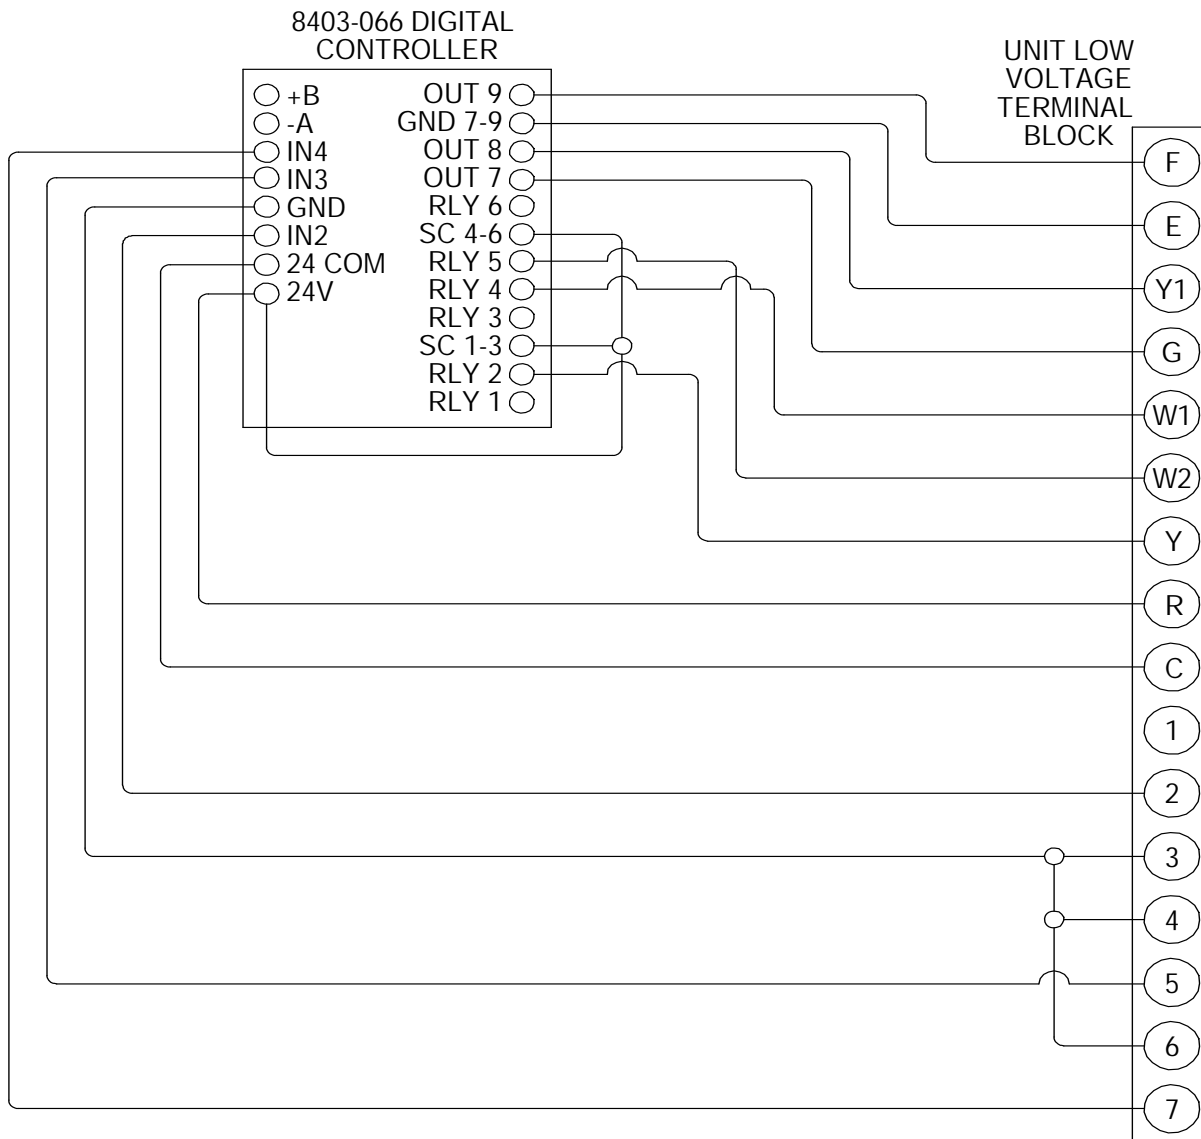 8403-066 DIGITAL
CONTROLLER
+B
-A
IN4
IN3
GND
IN2
24 COM
24V
OUT 9
GND 7-9
OUT 8
OUT 7
RLY 6
SC 4-6
RLY 5
RLY 4
RLY 3
SC 1-3
RLY 2
RLY 1
UNIT LOW
VOLTAGE
TERMINAL
BLOCK
F
E
Y1
G
W1
W2
Y
R
C
1
2
3
4
5
6
7